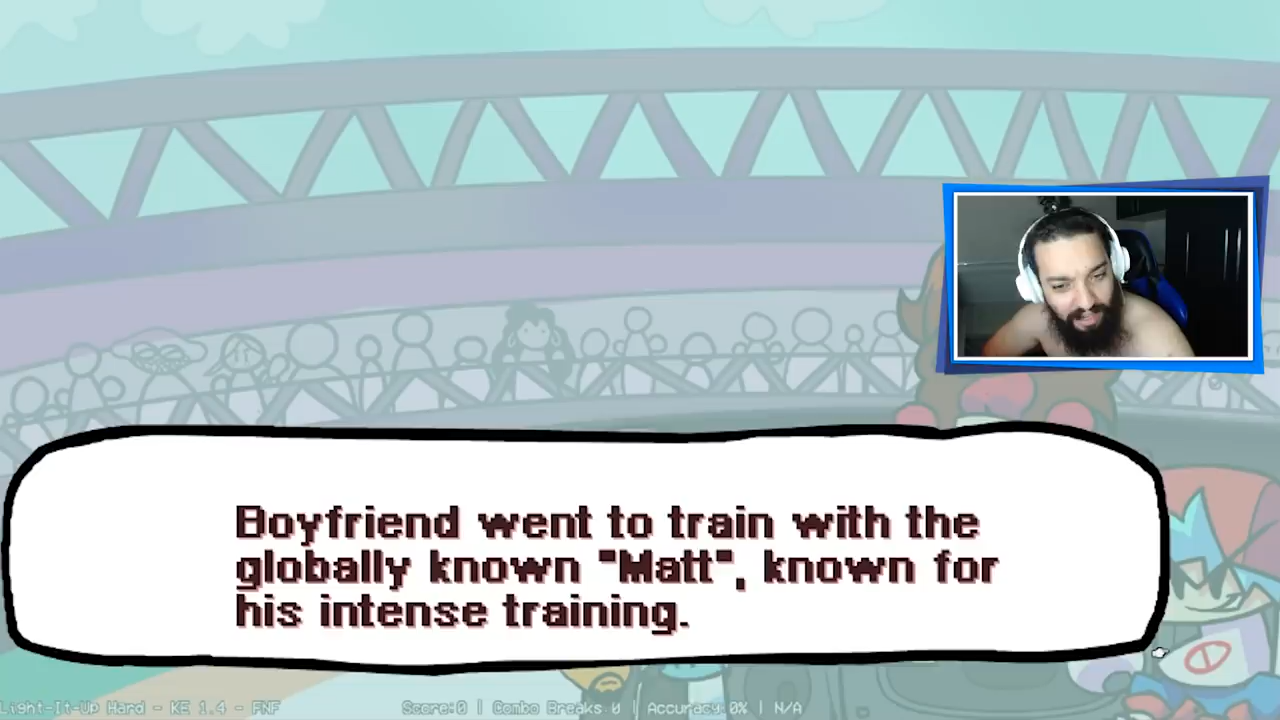 Boyfriend went to train with the
globally known "Matt", known for
his intense training.
Light-It-Up Hard - KE 1.4 - FNF
Score:0 | Combo Breaks:0 | Accuracy:0% | N/A